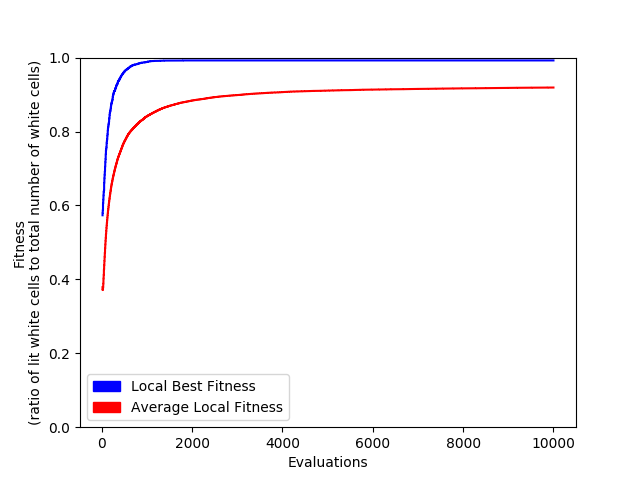 1.0
0.8
0.6
0.4
0.2
0.0
Fitness
(ratio of lit white cells to total number of white cells)
Local Best Fitness
Average Local Fitness
0 2000 4000 6000 8000 10000
Evaluations